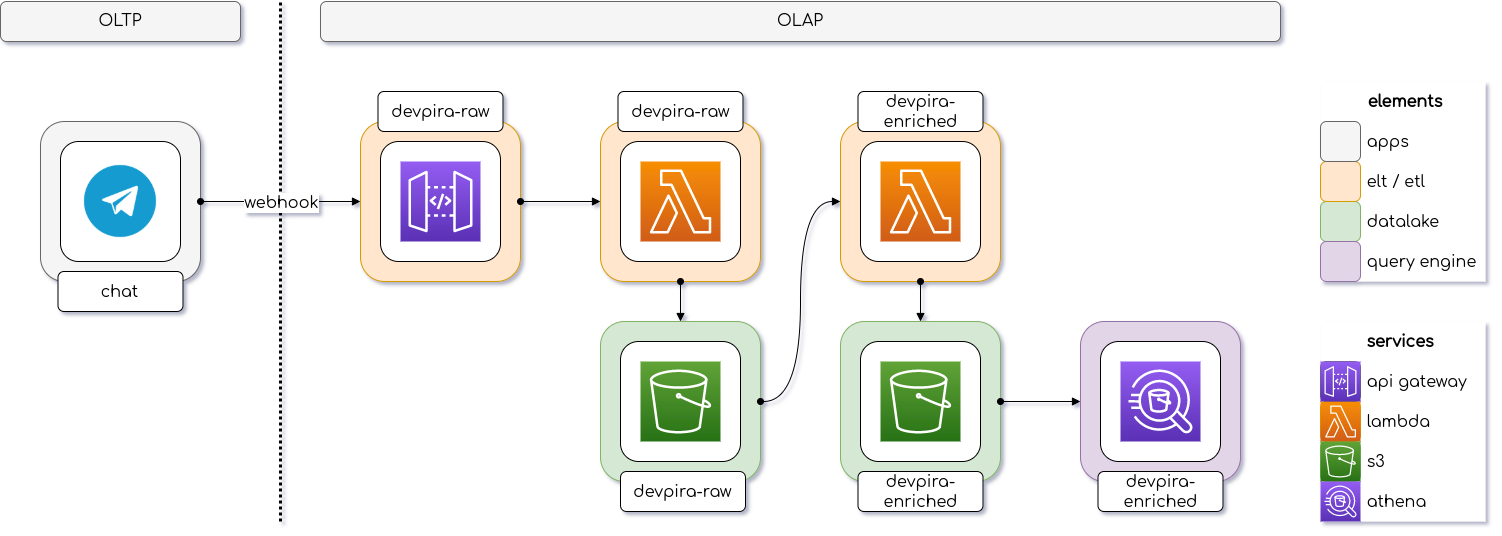 OLTP
OLAP
devpira-raw
devpira-raw
devpira-
enriched
webhook
chat
devpira-raw
devpira-
enriched
devpira-
enriched
elements
apps
elt / etl
datalake
query engine
services
api gateway
lambda
s3
athena